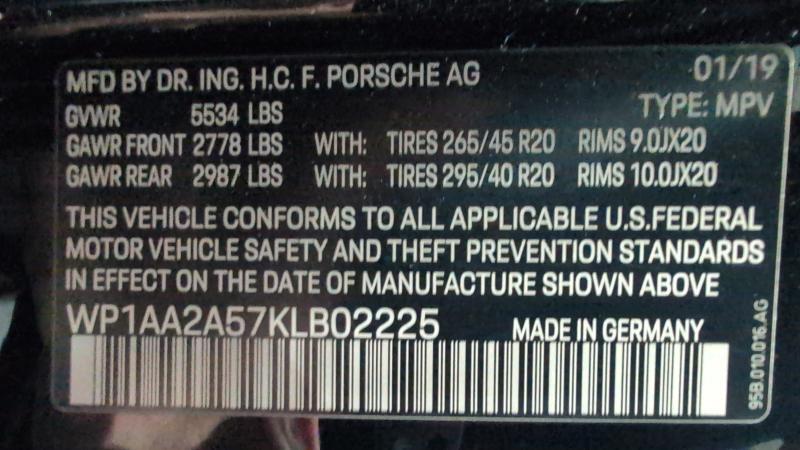 MFD BY DR. ING. H.C. F. PORSCHE AG 01/19
GVWR 5534 LBS TYPE: MPV
GAWR FRONT 2778 LBS WITH: TIRES 265/45 R20 RIMS 9.0JX20
GAWR REAR 2987 LBS WITH: TIRES 295/40 R20 RIMS 10.0JX20
THIS VEHICLE CONFORMS TO ALL APPLICABLE U.S.FEDERAL
MOTOR VEHICLE SAFETY AND THEFT PREVENTION STANDARDS
IN EFFECT ON THE DATE OF MANUFACTURE SHOWN ABOVE
WP1AA2A57KLB02225 MADE IN GERMANY
95B.010.016.AG